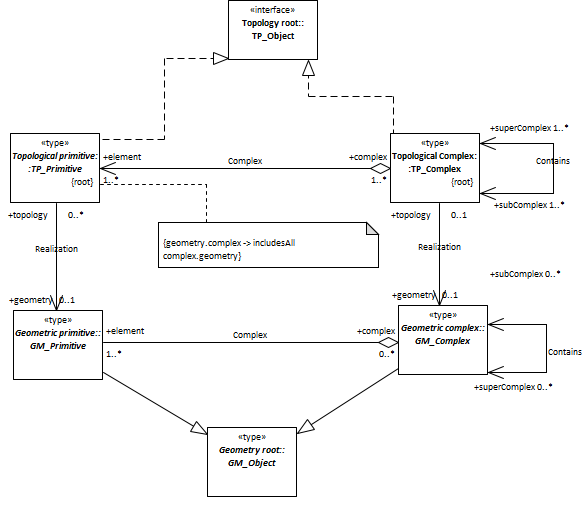 «interface»
Topology root::
TP_Object
«type»
Topological primitive:
:TP_Primitive
{root}
+element
1..*
Complex
+complex
1..*
«type»
Topological Complex:
:TP_Complex
{root}
+superComplex 1..*
Contains
+subComplex 1..*
+topology 0..*
Realization
+geometry 0..1
{geometry.complex -> includesAll
complex.geometry}
+topology 0..1
Realization
+geometry 0..1
+subComplex 0..*
«type»
Geometric primitive::
GM_Primitive
+element
1..*
Complex
+complex
0..*
«type»
Geometric complex::
GM_Complex
Contains
+superComplex 0..*
«type»
Geometry root::
GM_Object